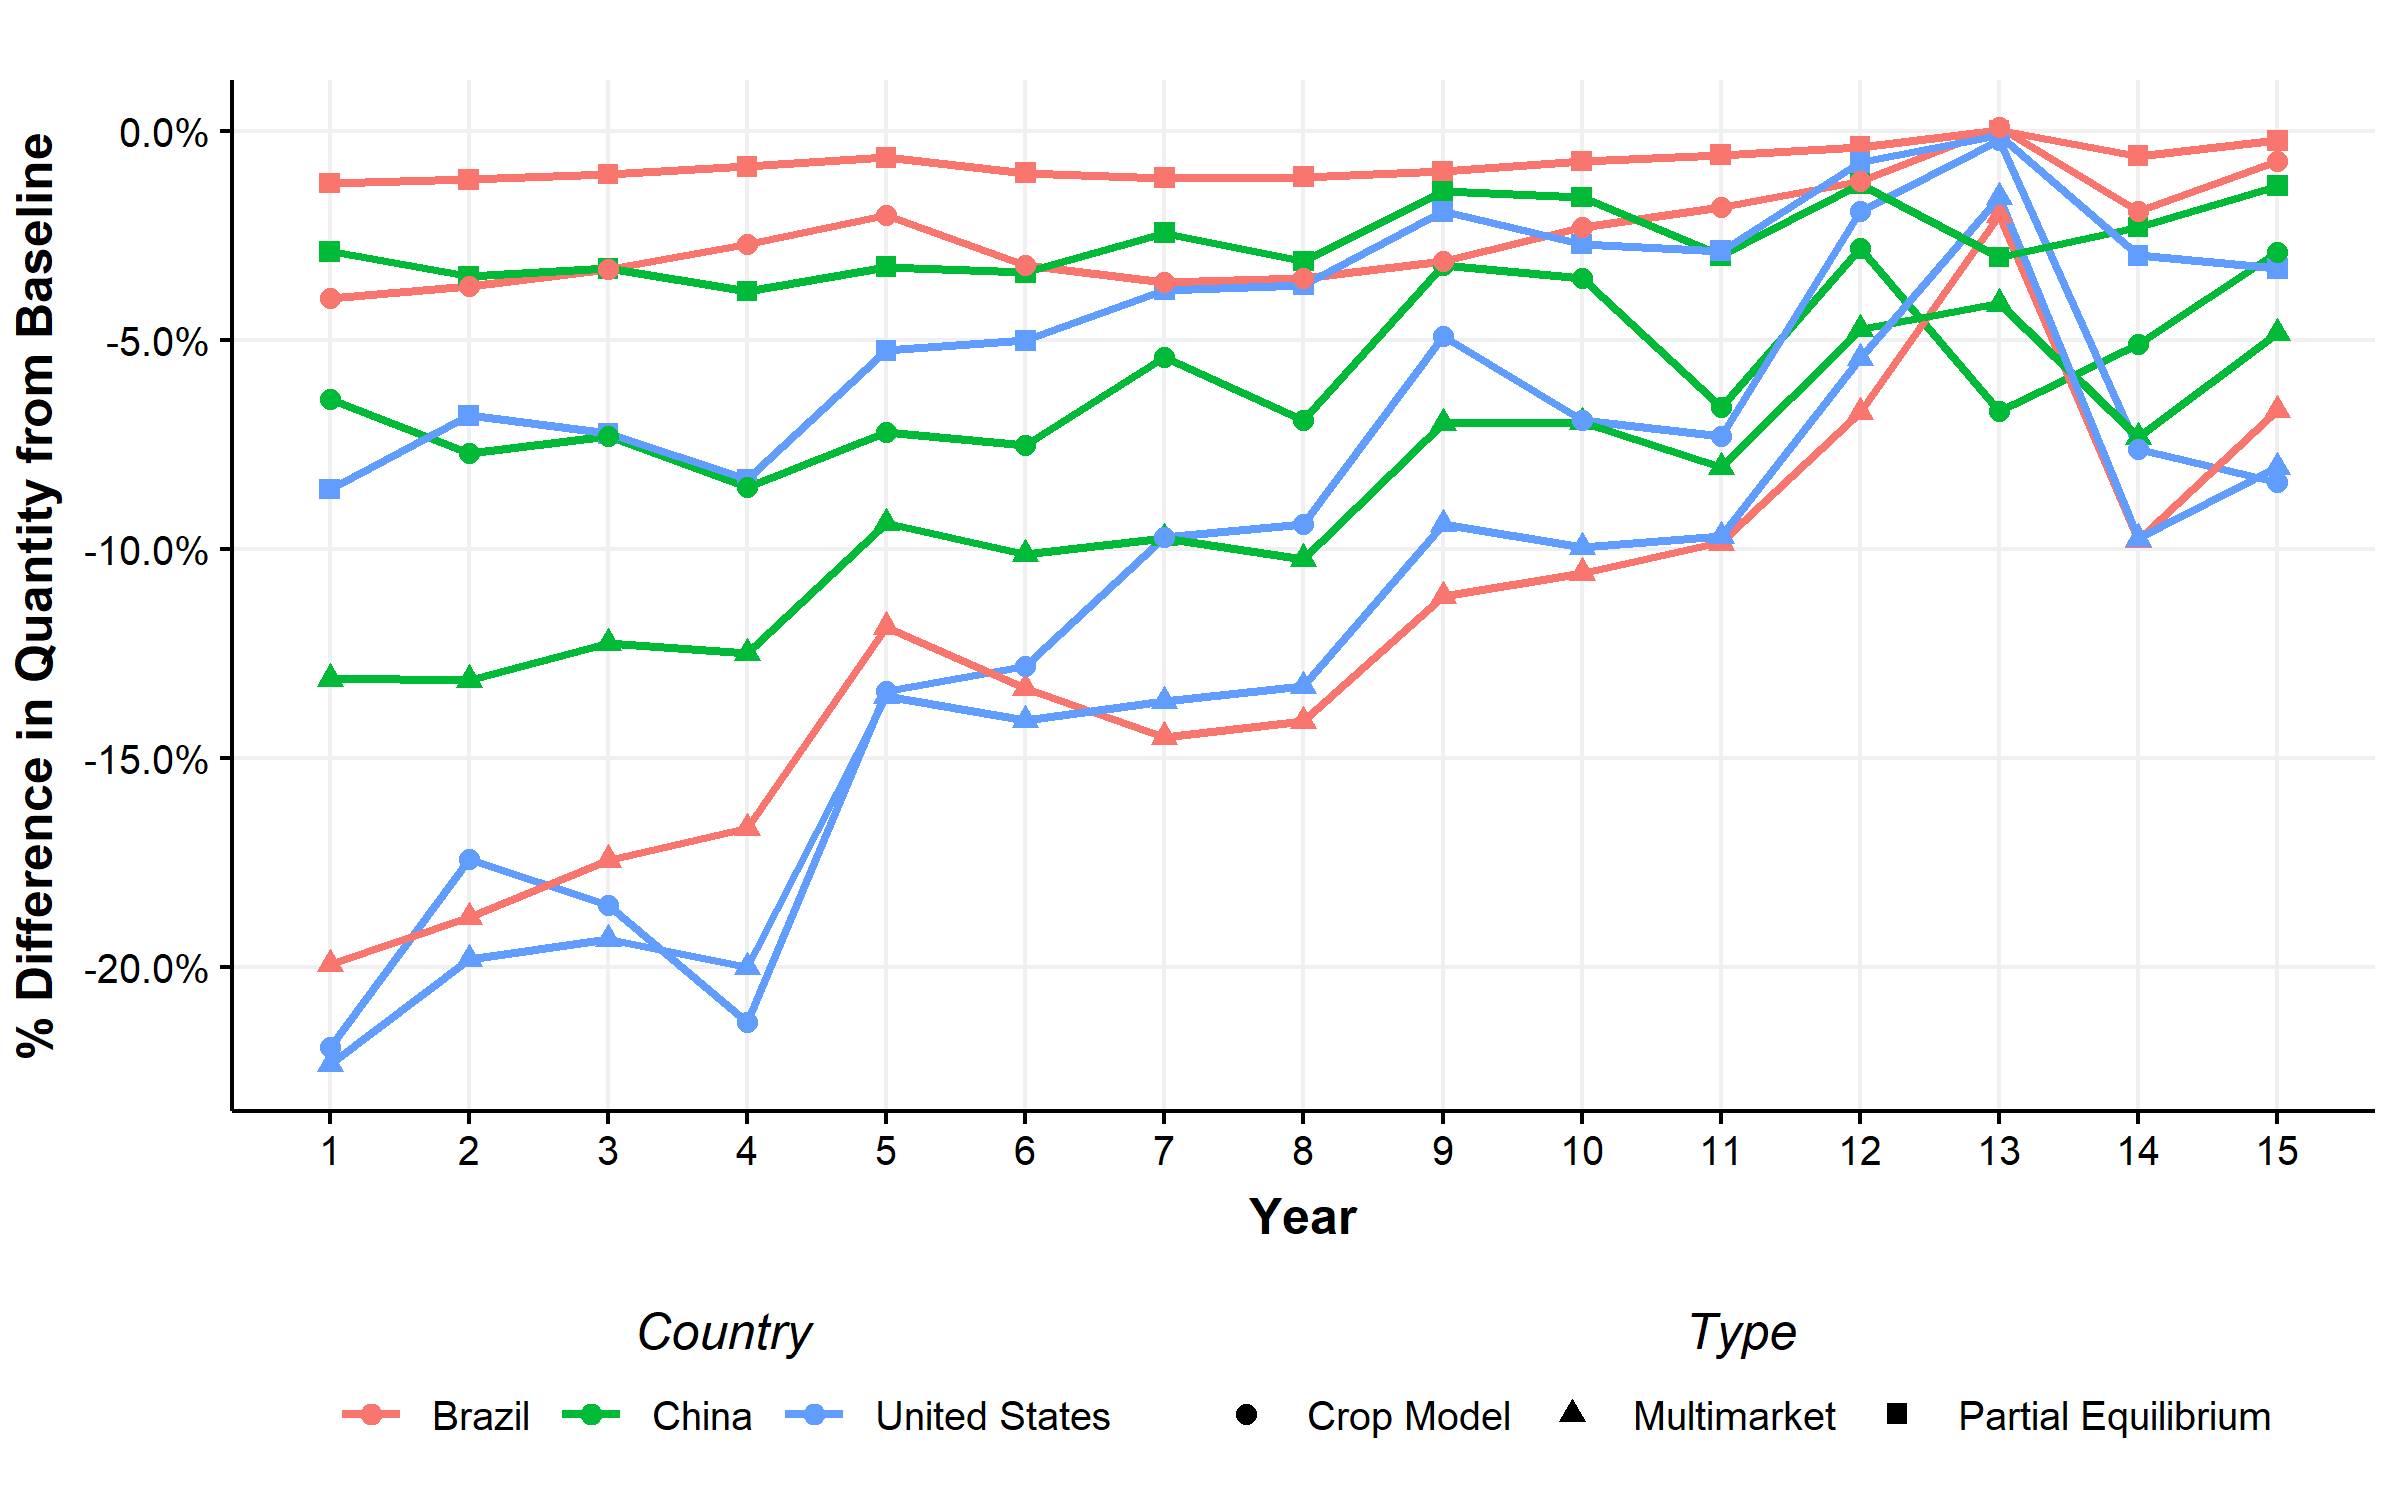 % Difference in Quantity from Baseline
0.0%
-5.0%
-10.0%
-15.0%
-20.0%
1 2 3 4 5 6 7 8 9 10 11 12 13 14 15
Year
Country Type
Brazil China United States Crop Model Multimarket Partial Equilibrium